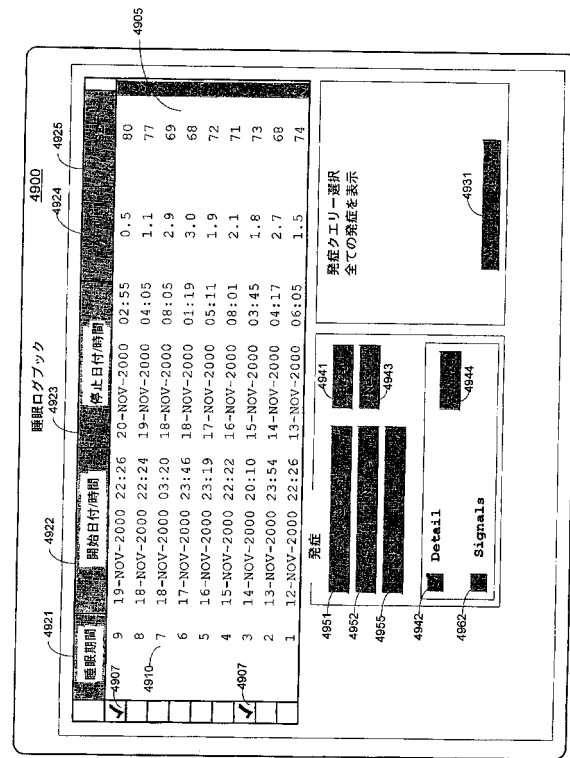 睡眠ログブック
4900
4921
4922
4923
4924
4925
睡眠期間 開始日付/時間 停止日付/時間
9 19-NOV-2000 22:26 20-NOV-2000 02:55 0.5 80
8 18-NOV-2000 22:24 19-NOV-2000 04:05 1.1 77
7 18-NOV-2000 03:20 18-NOV-2000 08:05 2.9 69
6 17-NOV-2000 23:46 18-NOV-2000 01:19 3.0 68
5 16-NOV-2000 23:19 17-NOV-2000 05:11 1.9 72
4 15-NOV-2000 22:22 16-NOV-2000 08:01 2.1 71
3 14-NOV-2000 20:10 15-NOV-2000 03:45 1.8 73
2 13-NOV-2000 23:54 14-NOV-2000 04:17 2.7 68
1 12-NOV-2000 22:26 13-NOV-2000 06:05 1.5 74
4907
4910
4907
4905
発症
4951
4952
4955
4941
4943
4942
Detail
4944
4962
Signals
発症クエリー選択
全ての発症を表示
4931